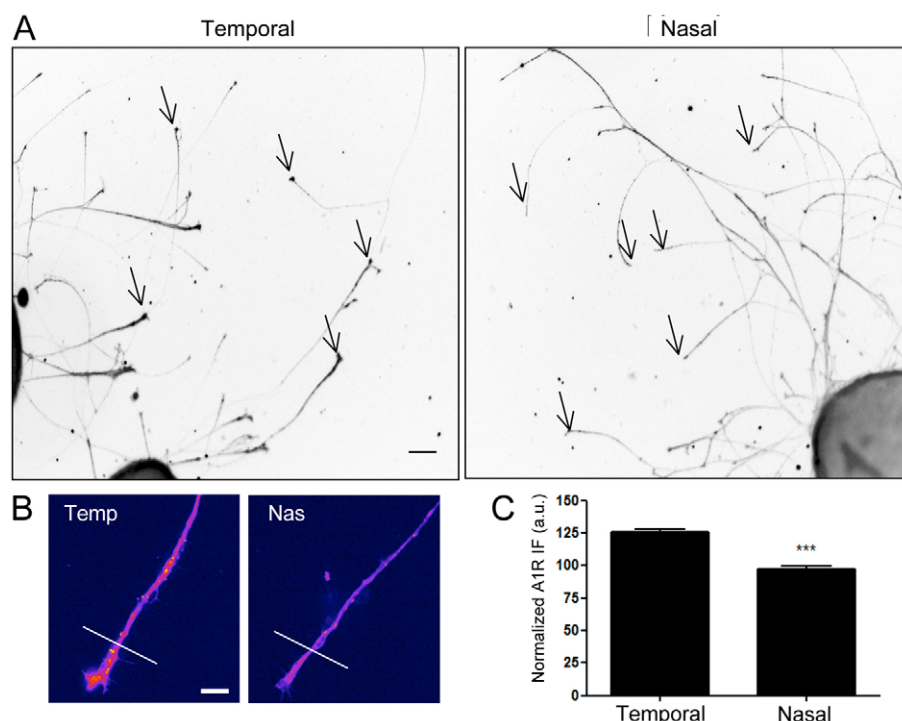 A
Temporal
Nasal
B
Temp
Nas
C
Normalized A1R IF (a.u.)
150
125
100
75
50
25
0
***
Temporal
Nasal